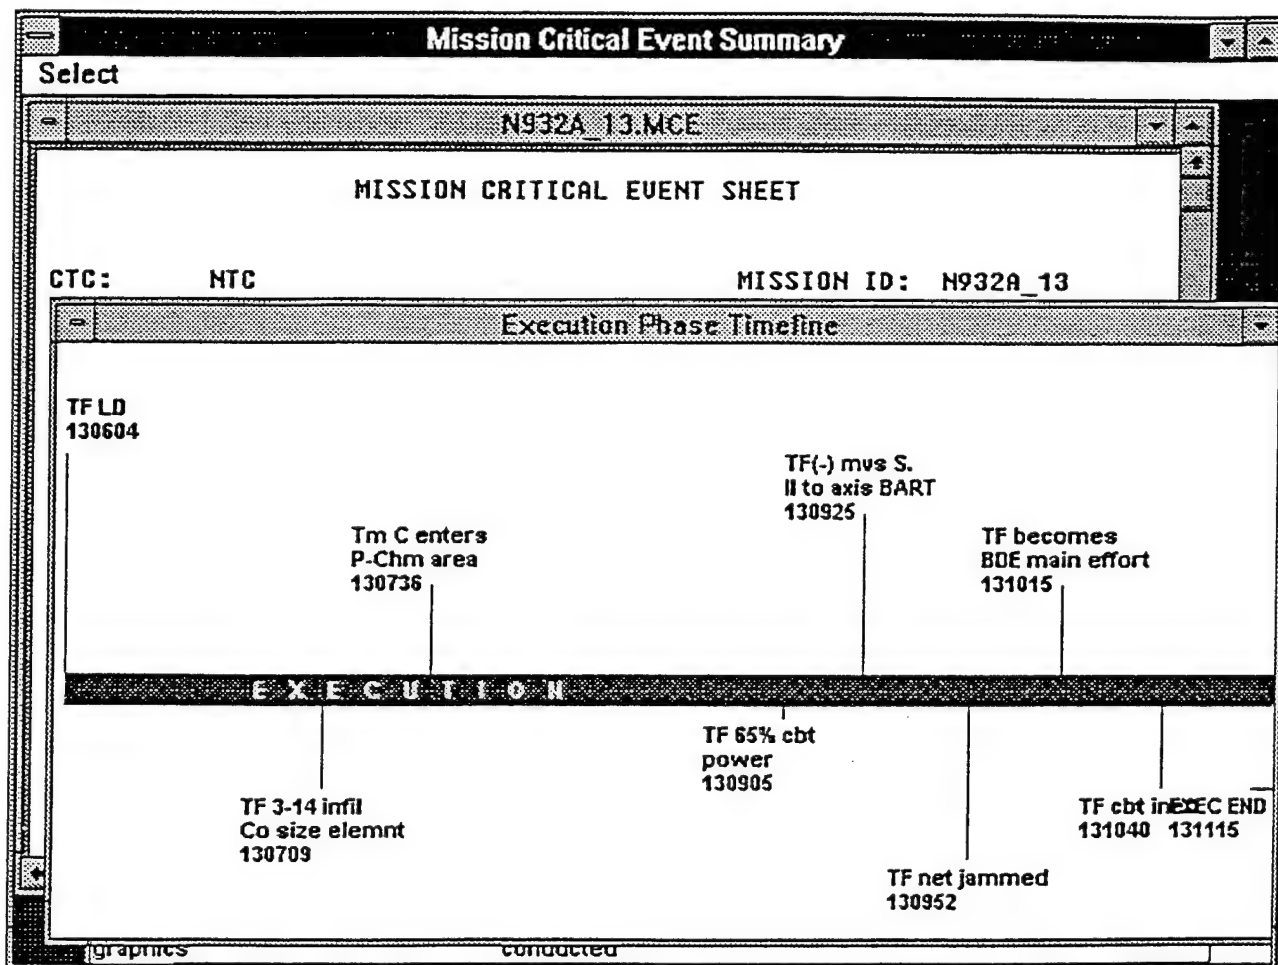 Mission Critical Event Summary
Select
N932A_13.MCE
MISSION CRITICAL EVENT SHEET
CTC: NTC MISSION ID: N932A_13
Execution Phase Timeline
TF LD
130604
TF(-) mvs S.
II to axis BART
130925
Tm C enters
P-Chm area
130736
TF becomes
BDE main effort
131015
EXECUTION
TF 65% cbt
power
130905
TF 3-14 infil
Co size elemnt
130709
TF cbt
131040
EXEC END
131115
TF net jammed
130952
graphics conducted